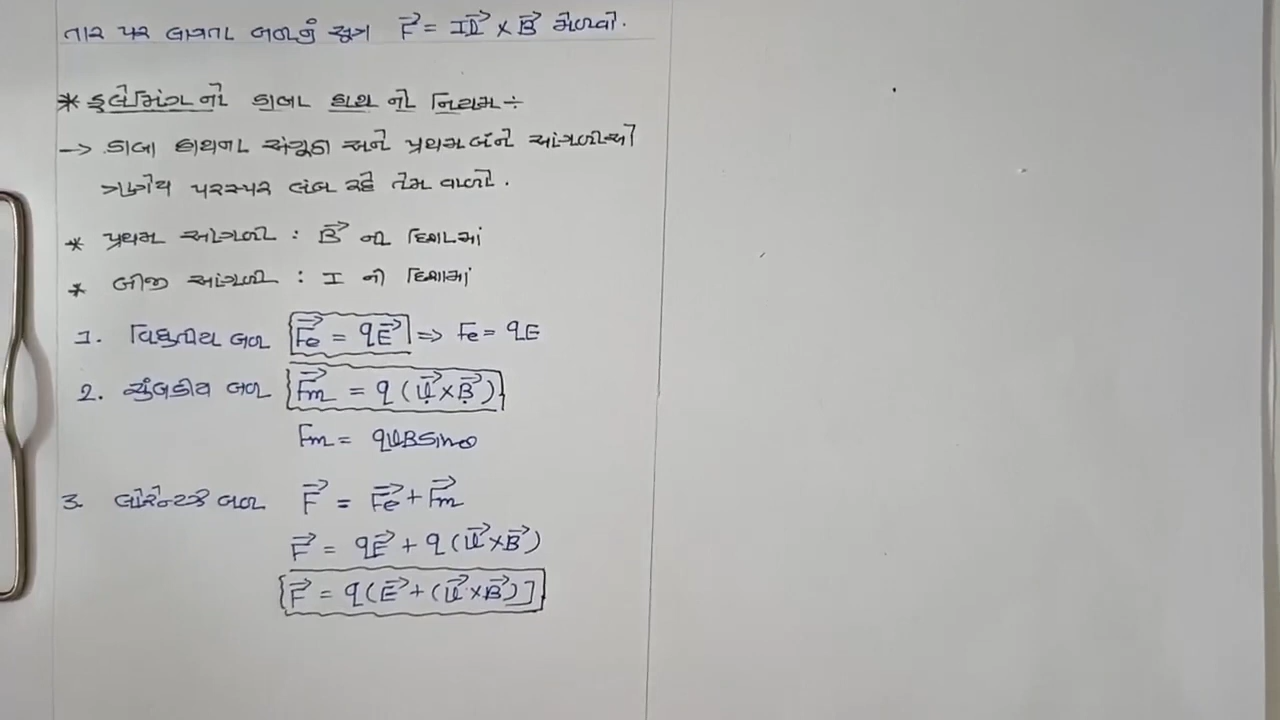 તાર પર લાગતા બળનું સૂત્ર F⃗ = Il⃗ × B⃗ મેળવો.
* ફ્લેમિંગનો ડાબા હાથનો નિયમ ÷
→ ડાબા હાથના અંગૂઠા અને પ્રથમ બંને આંગળીઓ
ત્રણેય પરસ્પર લંબ રહે તેમ વાળો.
* પ્રથમ આંગળી : B⃗ ની દિશામાં
* બીજી આંગળી : I ની દિશામાં
1. વિદ્યુતીય બળ F⃗e = qE⃗ ⇒ Fe = qE
2. ચુંબકીય બળ F⃗m = q (v⃗ × B⃗)
Fm = qvBsinθ
3. લોરેન્ટ્ઝ બળ F⃗ = F⃗e + F⃗m
F⃗ = qE⃗ + q (v⃗ × B⃗)
F⃗ = q(E⃗ + (v⃗ × B⃗)]